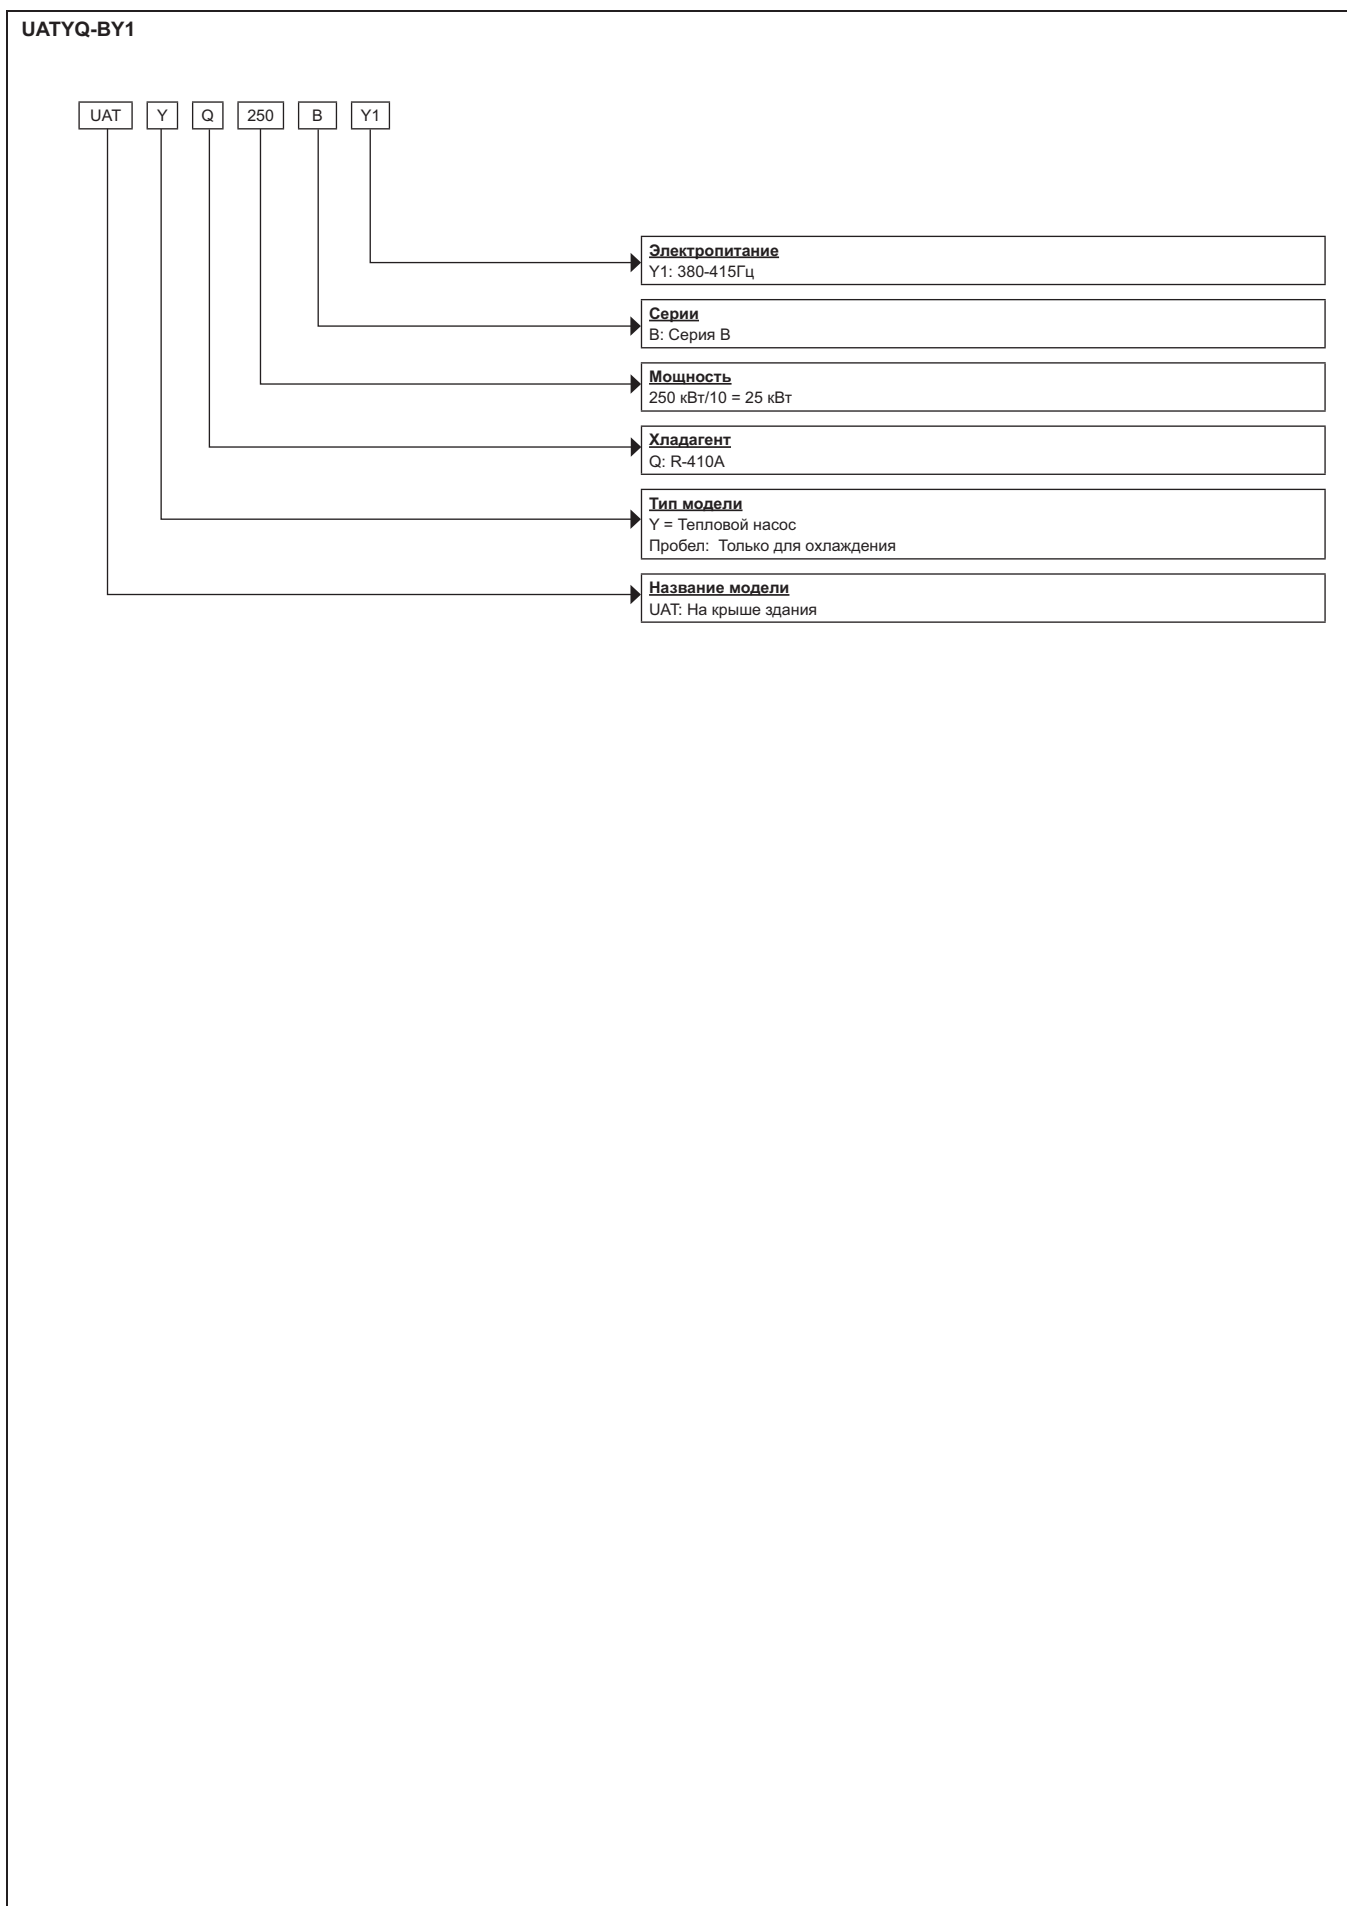 UATYQ-BY1
UAT Y Q 250 B Y1
Электропитание
Y1: 380-415Гц
Серии
B: Серия B
Мощность
250 кВт/10 = 25 кВт
Хладагент
Q: R-410A
Тип модели
Y = Тепловой насос
Пробел: Только для охлаждения
Название модели
UAT: На крыше здания